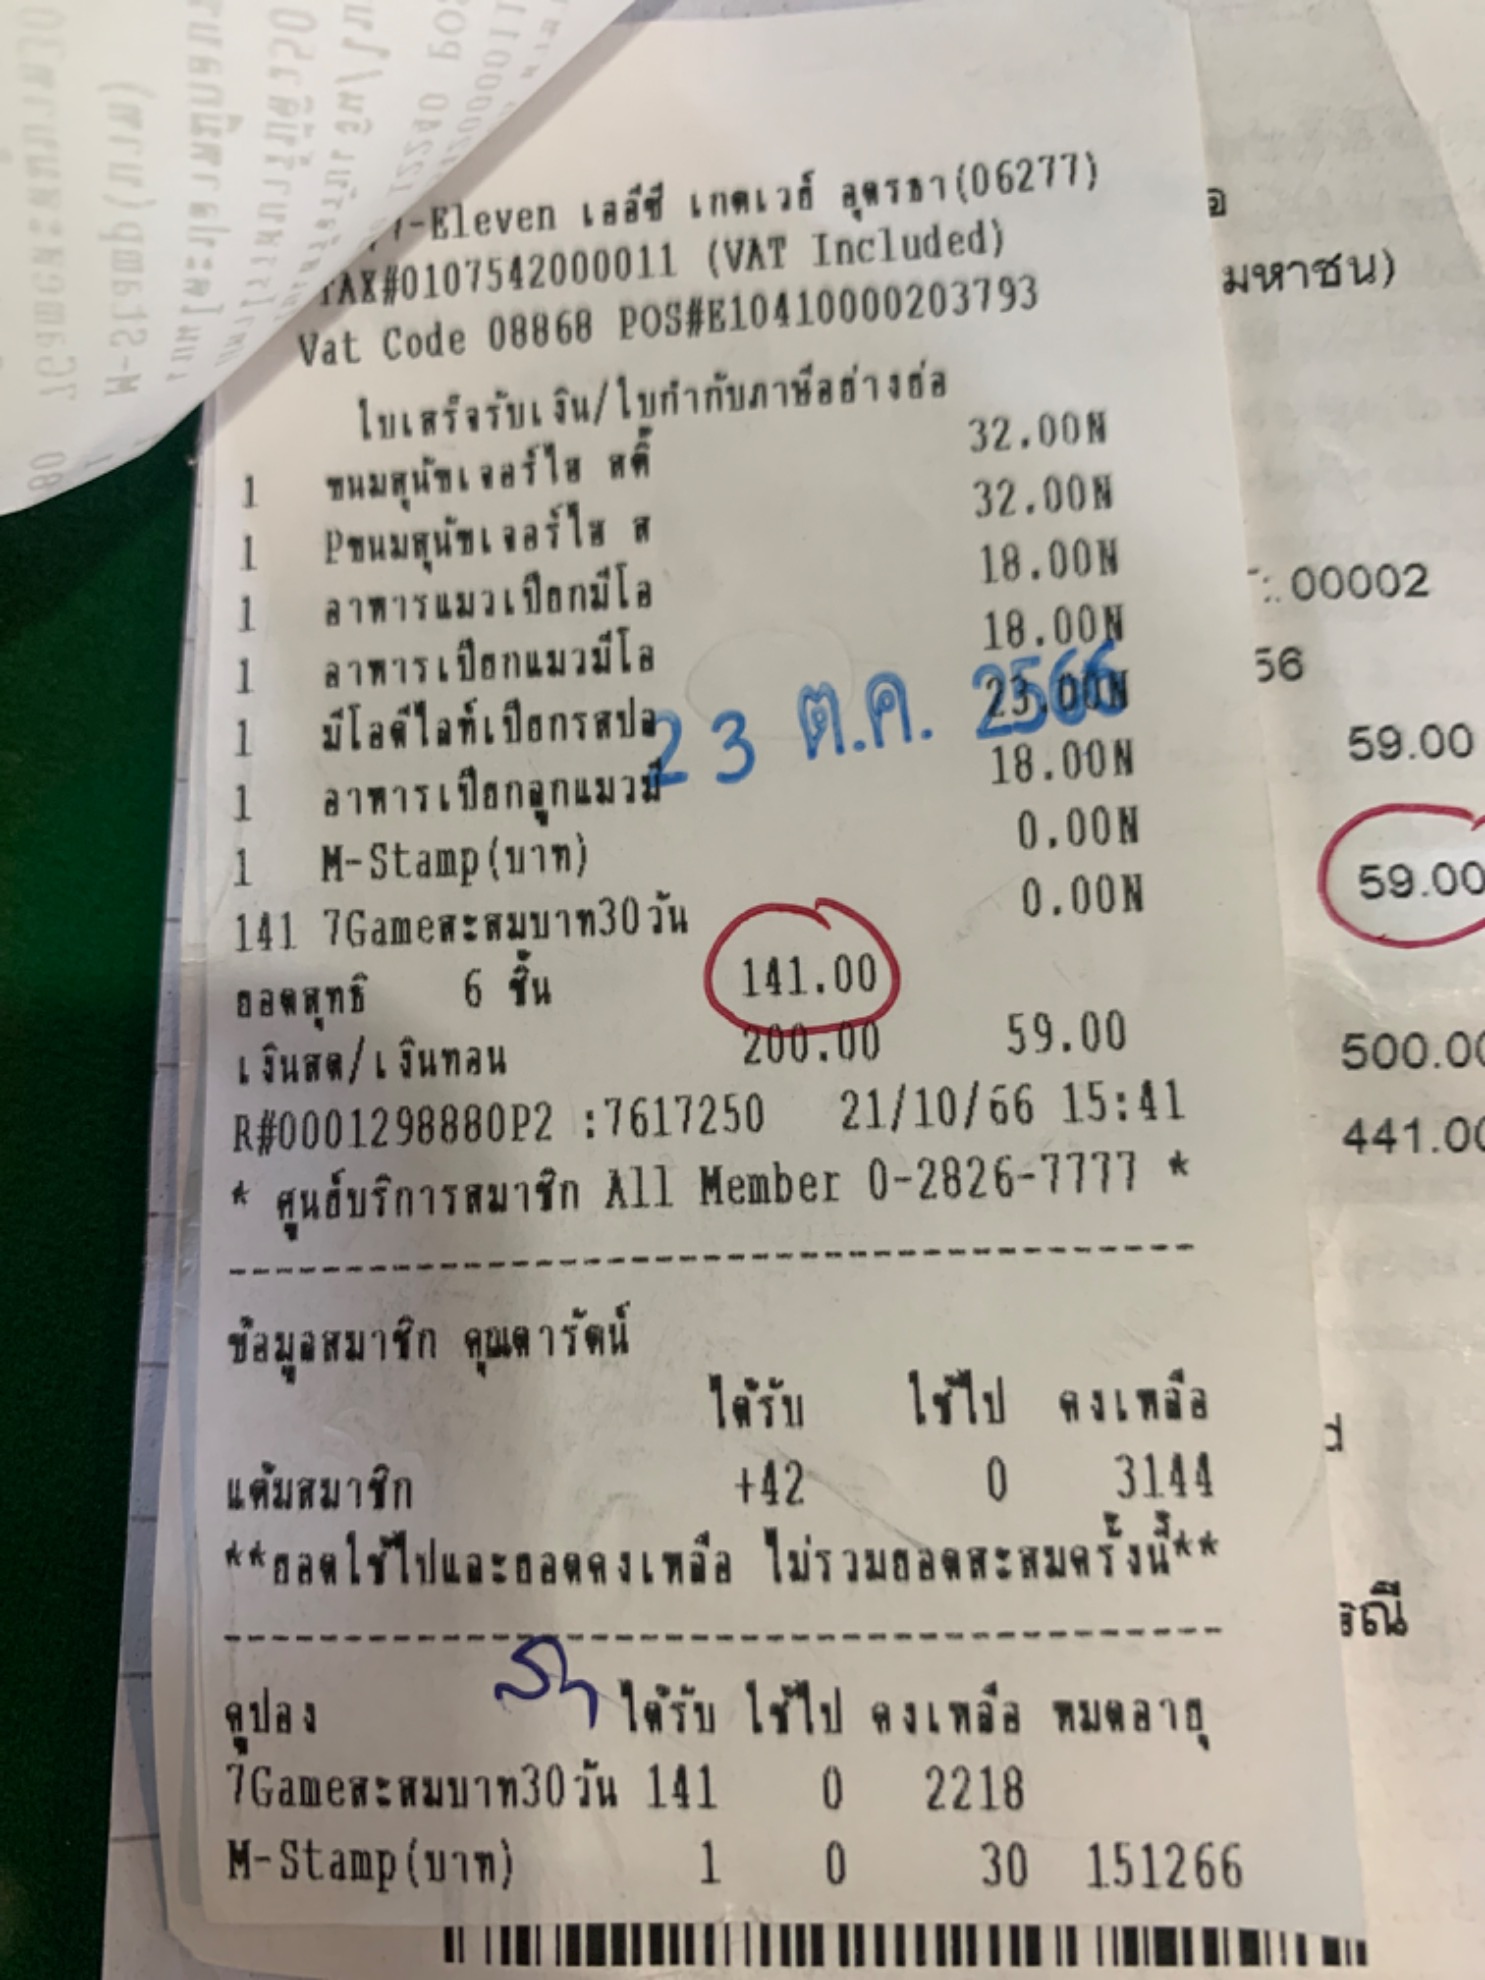 7-Eleven เออีซี เกตเวย์ อุดรธา(06277)
TAX#0107542000011 (VAT Included)
Vat Code 08868 POS#E10410000203793
ใบเสร็จรับเงิน/ใบกำกับภาษีอย่างย่อ
1 ขนมสุนัขเจอร์ไฮ สติ๊ 32.00N
1 Pขนมสุนัขเจอร์ไฮ ส 32.00N
1 อาหารแมวเปียกมีโอ 18.00N
1 อาหารเปียกแมวมีโอ 18.00N
1 มีโอดีไลท์เปียกรสปล 23.00N
23 ต.ค. 2566
1 อาหารเปียกลูกแมวมี 18.00N
1 M-Stamp(บาท) 0.00N
141 7Gameสะสมบาท30วัน 0.00N
ยอดสุทธิ 6 ชิ้น 141.00
เงินสด/เงินทอน 200.00 59.00
R#0001298880P2 :7617250 21/10/66 15:41
* ศูนย์บริการสมาชิก All Member 0-2826-7777 *
ข้อมูลสมาชิก คุณดารัตน์
ได้รับ ใช้ไป คงเหลือ
แต้มสมาชิก +42 0 3144
**ยอดใช้ไปและยอดคงเหลือ ไม่รวมยอดสะสมครั้งนี้**
คูปอง ได้รับ ใช้ไป คงเหลือ หมดอายุ
7Gameสะสมบาท30วัน 141 0 2218
M-Stamp(บาท) 1 0 30 151266
มหาชน)
00002
56
59.00
59.00
500.00
441.00